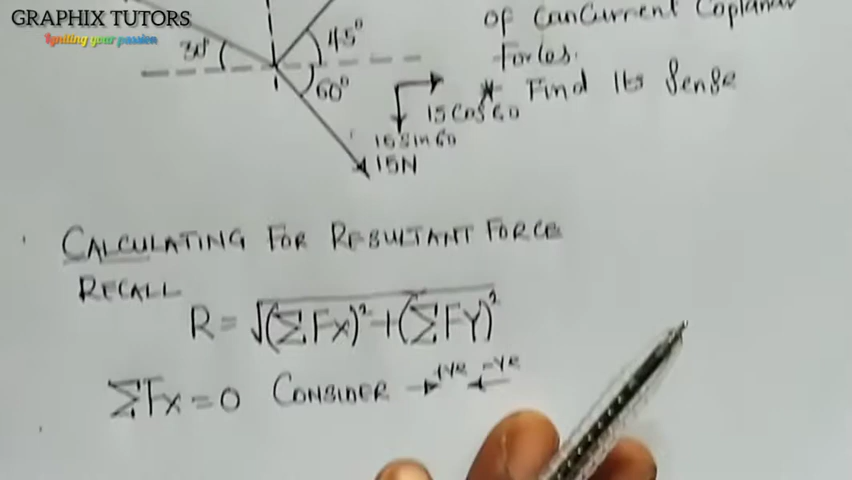 GRAPHIX TUTORS
Igniting your passion
of Concurrent Coplanar
Forces.
30°
45°
60°
* Find Its Sense
15 Cos 60
15 Sin 60
15N
CALCULATING FOR RESULTANT FORCE
RECALL
R = √(ΣFx)² + (ΣFY)²
ΣFx = 0 CONSIDER → +VE ← -VE